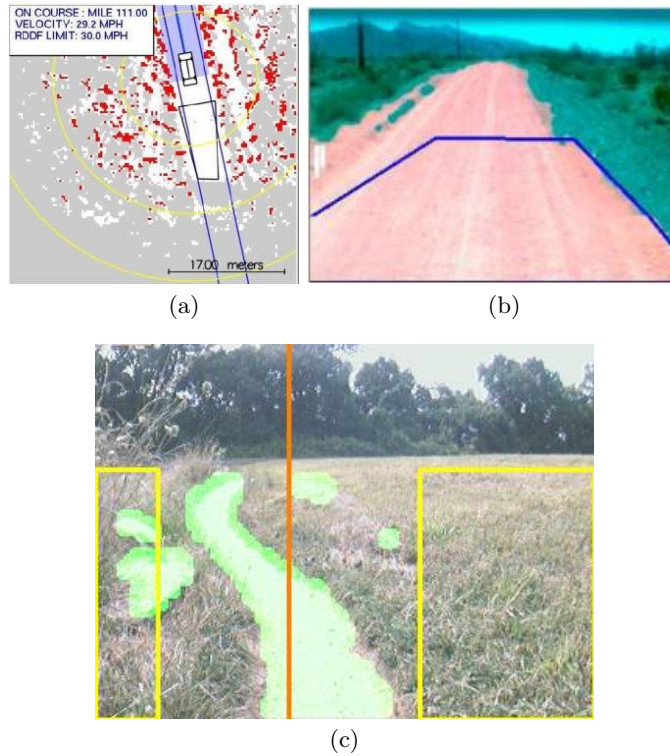 ON COURSE : MILE 111.00
VELOCITY: 29.2 MPH
RDDF LIMIT: 30.0 MPH
17.00 meters
(a)
(b)
(c)